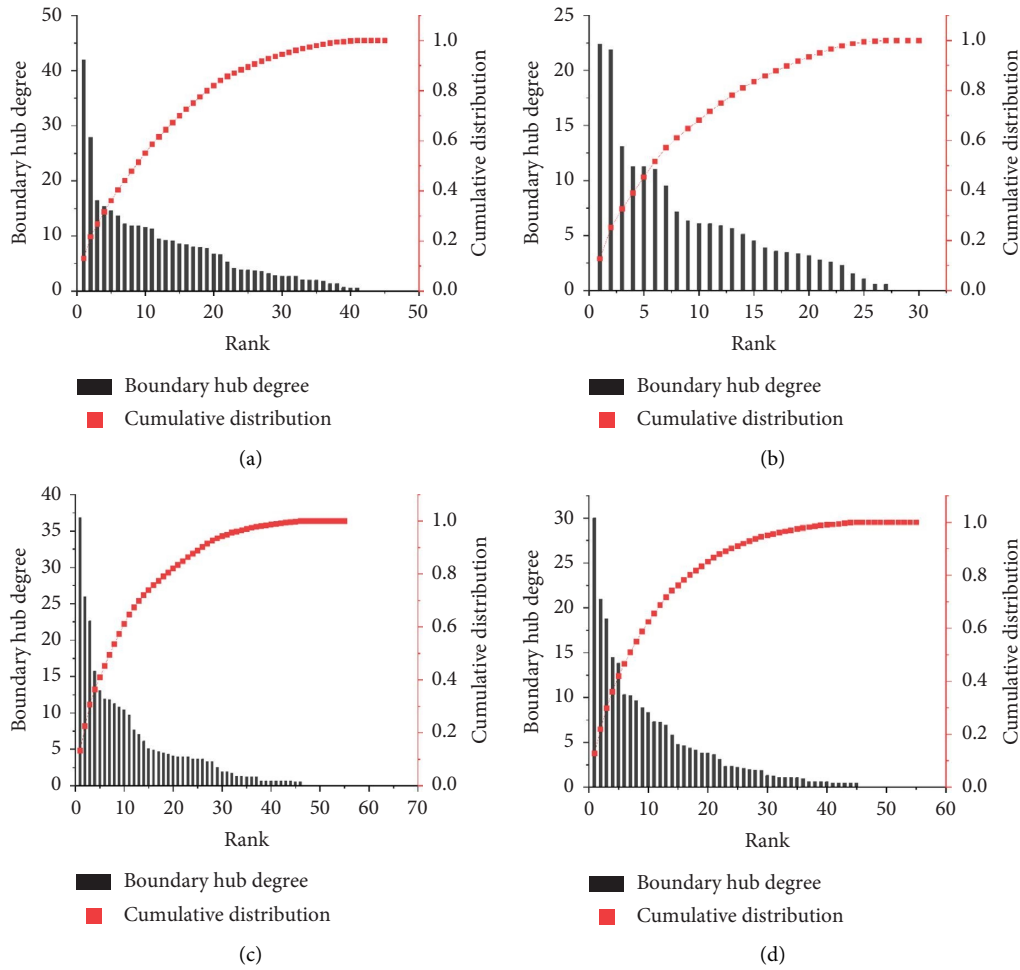 50
40
30
20
10
0
Boundary hub degree
1.0
0.8
0.6
0.4
0.2
0.0
Cumulative distribution
0 10 20 30 40 50
Rank
Boundary hub degree
Cumulative distribution
(a)
25
20
15
10
5
0
Boundary hub degree
1.0
0.8
0.6
0.4
0.2
0.0
Cumulative distribution
0 5 10 15 20 25 30
Rank
Boundary hub degree
Cumulative distribution
(b)
40
35
30
25
20
15
10
5
0
Boundary hub degree
1.0
0.8
0.6
0.4
0.2
0.0
Cumulative distribution
0 10 20 30 40 50 60 70
Rank
Boundary hub degree
Cumulative distribution
(c)
30
25
20
15
10
5
0
Boundary hub degree
1.0
0.8
0.6
0.4
0.2
0.0
Cumulative distribution
0 10 20 30 40 50 60
Rank
Boundary hub degree
Cumulative distribution
(d)